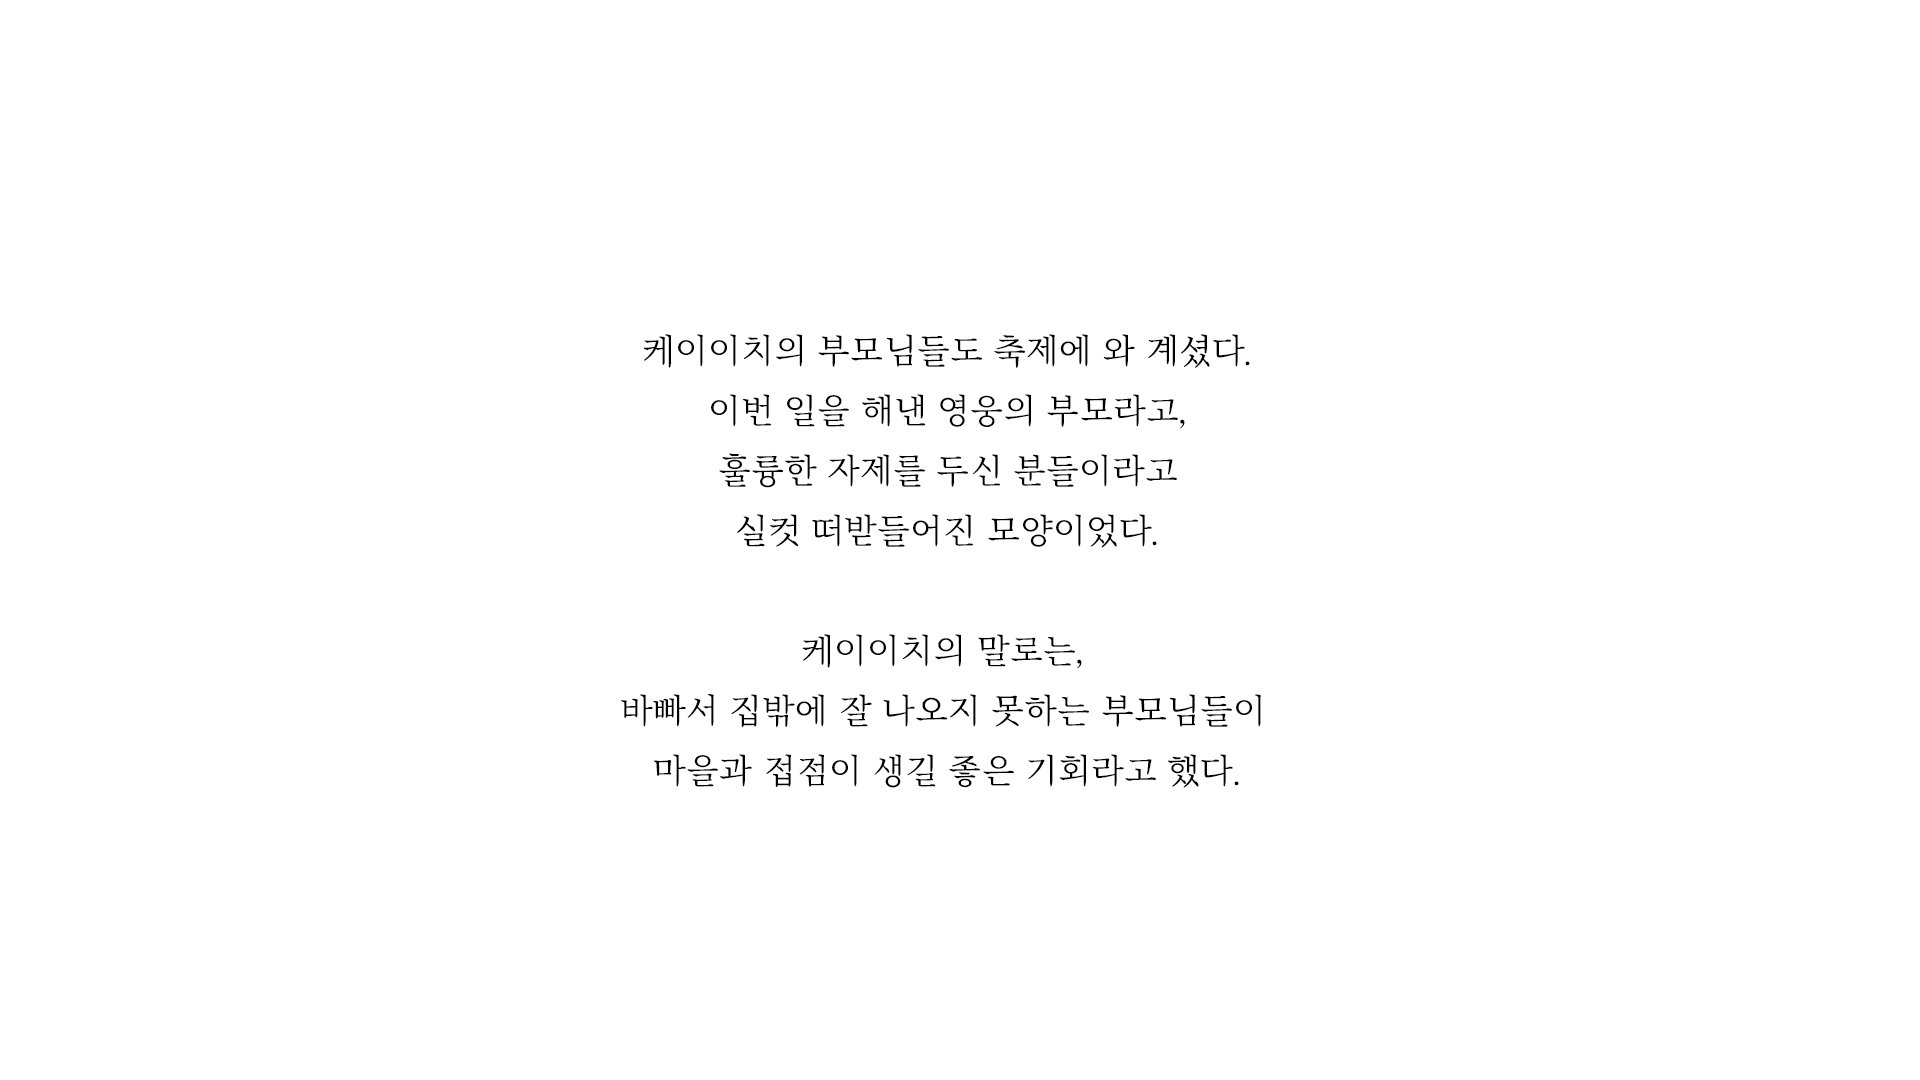 케이이치의 부모님들도 축제에 와 계셨다.
이번 일을 해낸 영웅의 부모라고,
훌륭한 자제를 두신 분들이라고
실컷 떠받들어진 모양이었다.
케이이치의 말로는,
바빠서 집밖에 잘 나오지 못하는 부모님들이
마을과 접점이 생길 좋은 기회라고 했다.